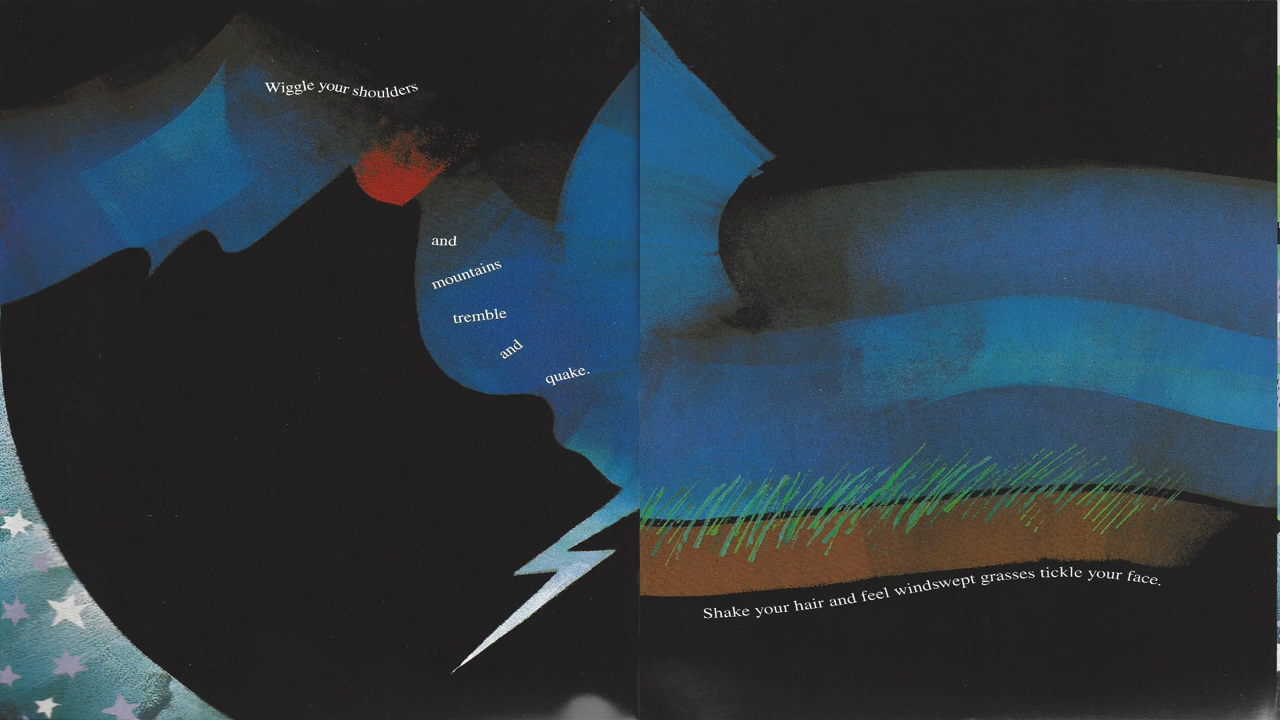 Wiggle your shoulders
and
mountains
tremble
and
quake.
Shake your hair and feel windswept grasses tickle your face.